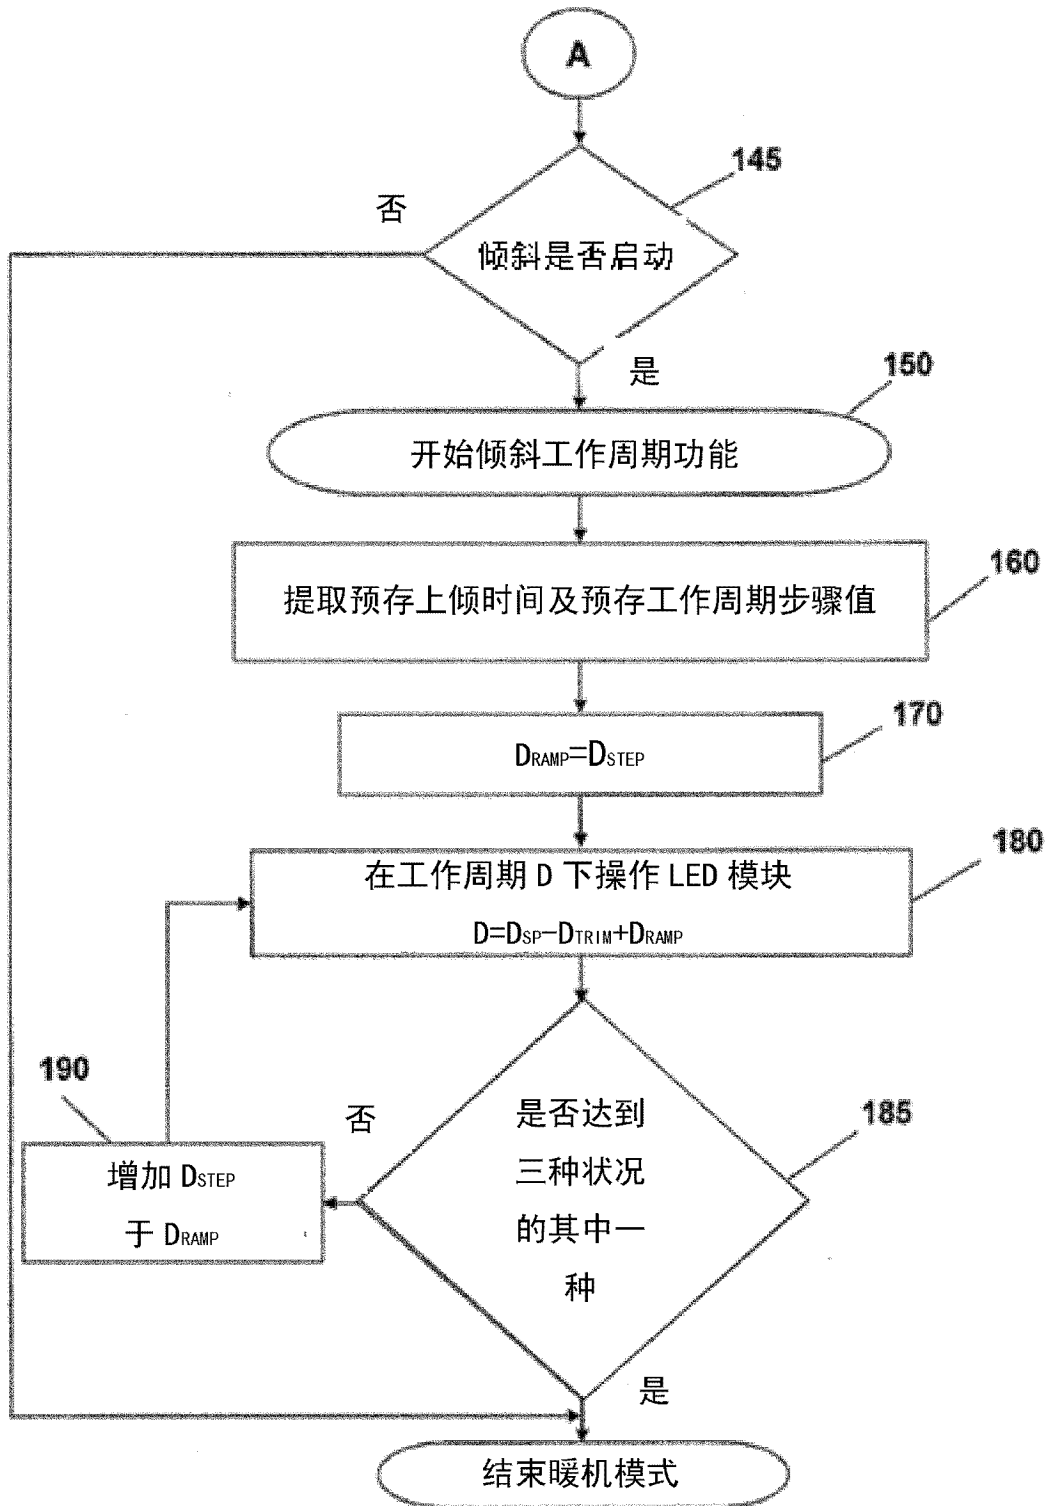 A
145
否
倾斜是否启动
是
150
开始倾斜工作周期功能
160
提取预存上倾时间及预存工作周期步骤值
170
DRAMP=DSTEP
180
在工作周期 D 下操作 LED 模块
D=DSP-DTRIM+DRAMP
190
否
185
是否达到
三种状况
的其中一
种
增加 DSTEP
于 DRAMP
是
结束暖机模式